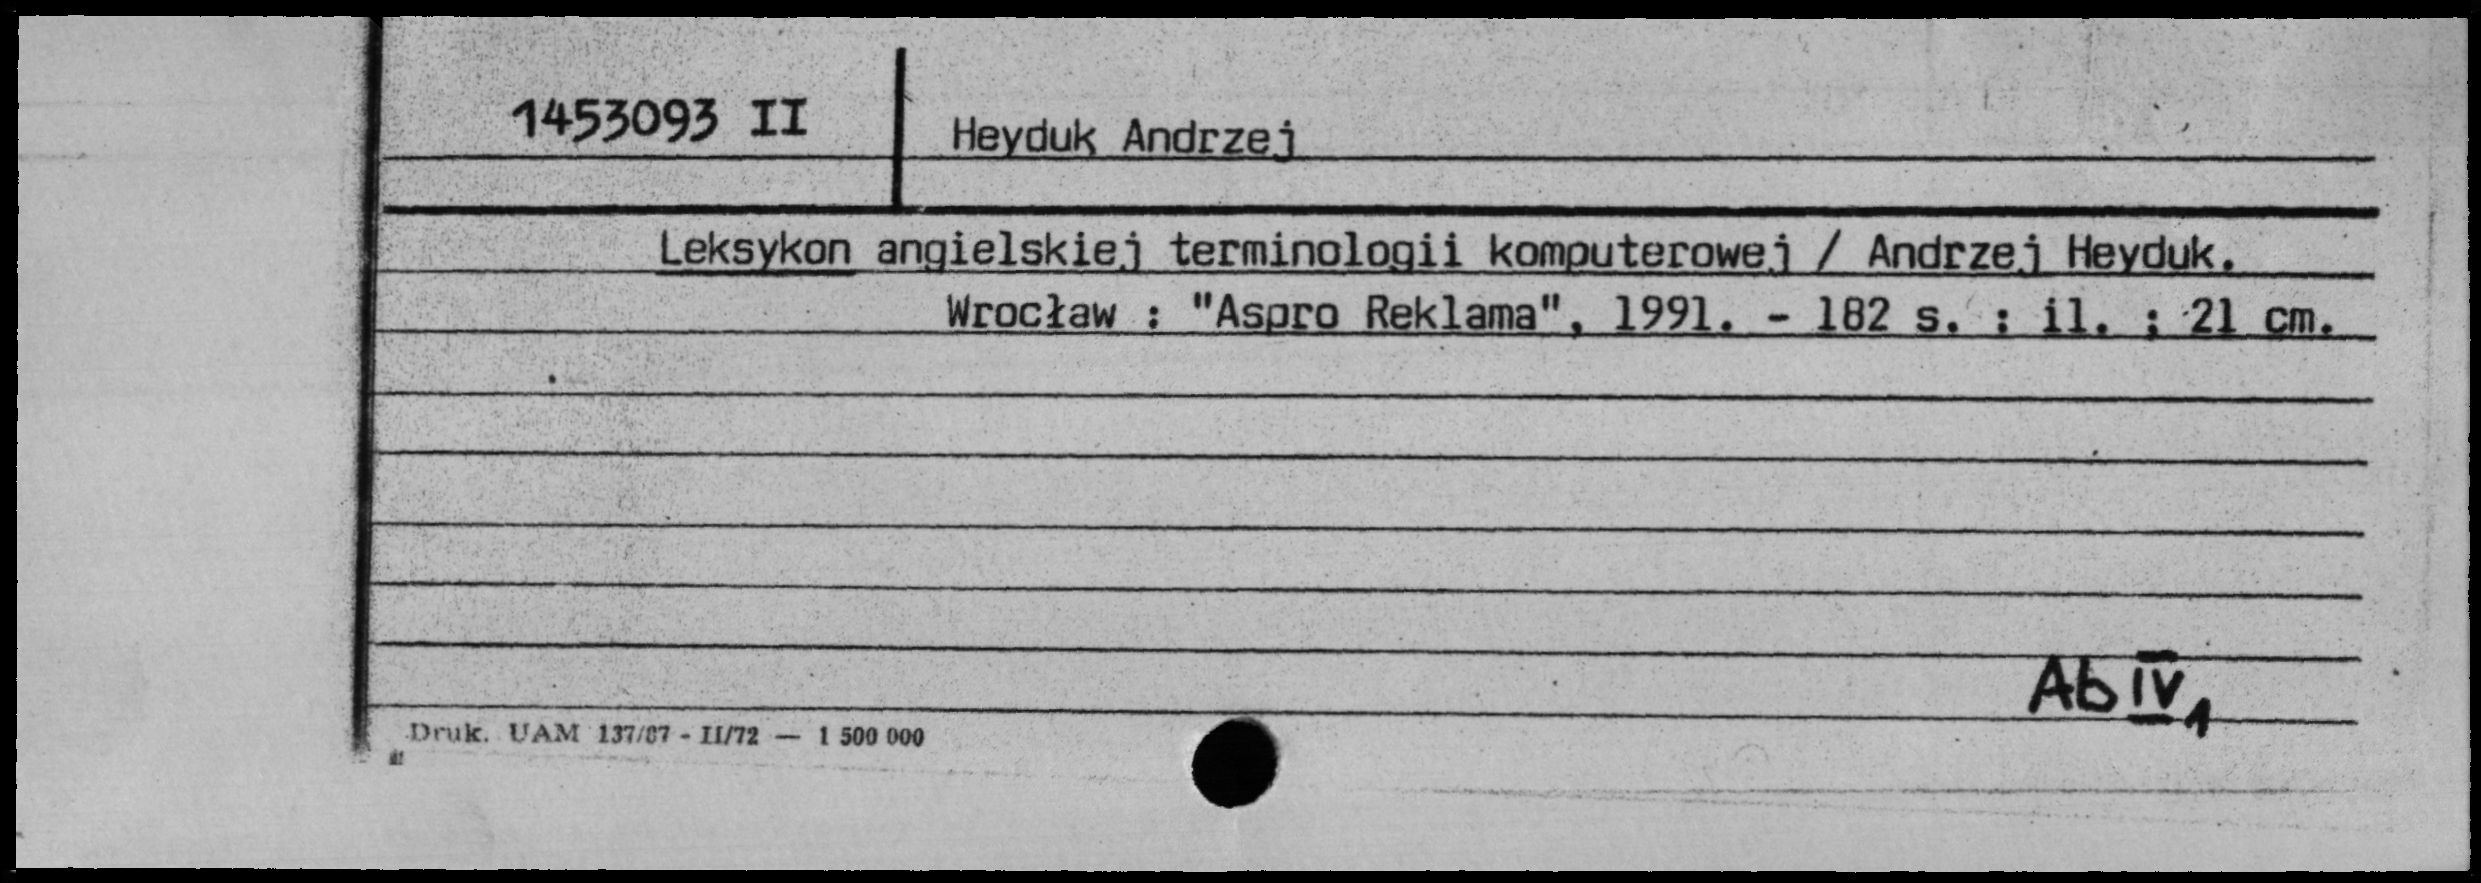 1453093 II
Heyduk Andrzej
Leksykon angielskiej terminologii komputerowej / Andrzej Heyduk.
Wrocław : "Aspro Reklama", 1991. - 182 s. : il. ; 21 cm.
Ab IV 1
Druk. UAM 137/87 - II/72 — 1 500 000